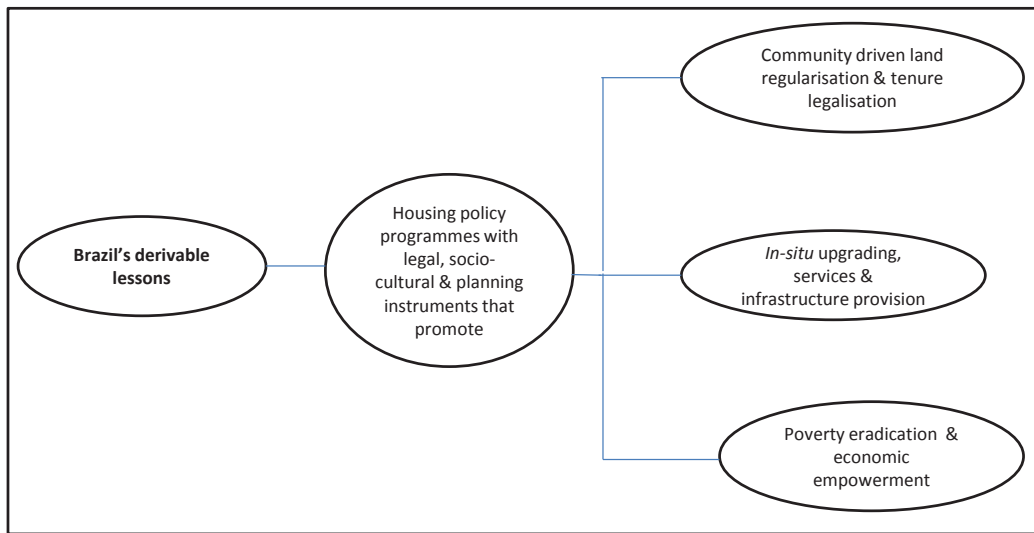 Brazil's derivable
lessons
Housing policy
programmes with
legal, socio-
cultural & planning
instruments that
promote
Community driven land
regularisation & tenure
legalisation
In-situ upgrading,
services &
infrastructure provision
Poverty eradication &
economic
empowerment